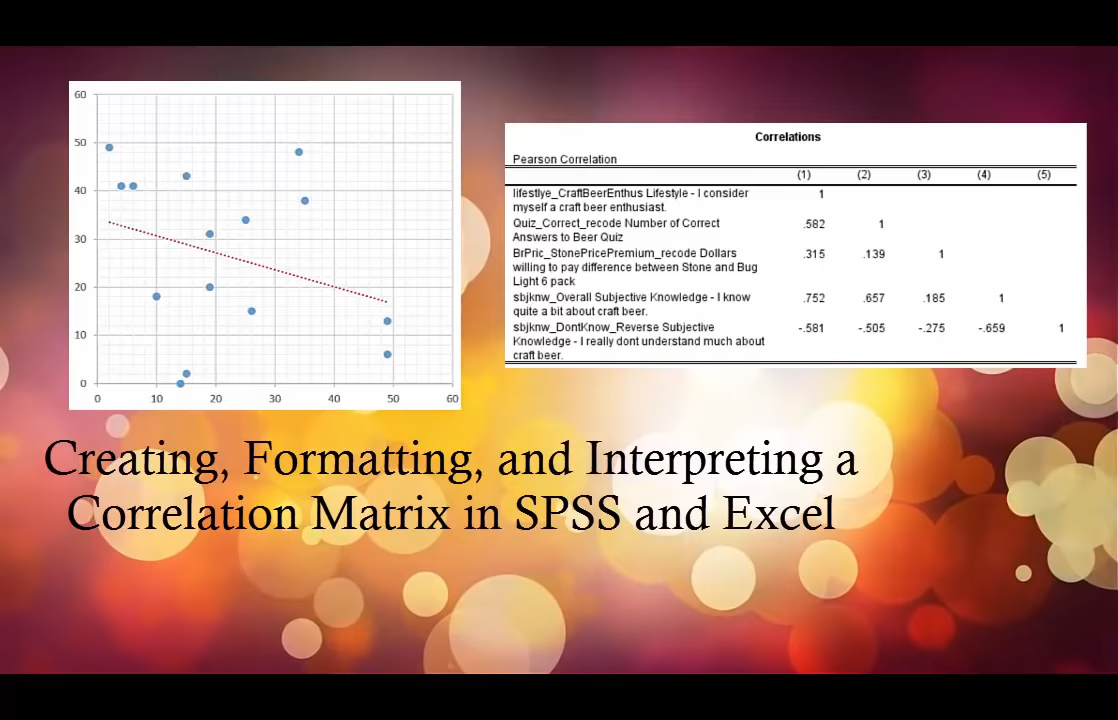 60
50
40
30
20
10
0
0 10 20 30 40 50 60
Correlations
Pearson Correlation
(1) (2) (3) (4) (5)
lifestlye_CraftBeerEnthus Lifestyle - I consider
myself a craft beer enthusiast. 1
Quiz_Correct_recode Number of Correct .582 1
Answers to Beer Quiz
BrPric_StonePricePremium_recode Dollars .315 .139 1
willing to pay difference between Stone and Bug
Light 6 pack
sbjknw_Overall Subjective Knowledge - I know .752 .657 .185 1
quite a bit about craft beer.
sbjknw_DontKnow_Reverse Subjective -.581 -.505 -.275 -.659 1
Knowledge - I really dont understand much about
craft beer.
Creating, Formatting, and Interpreting a
Correlation Matrix in SPSS and Excel